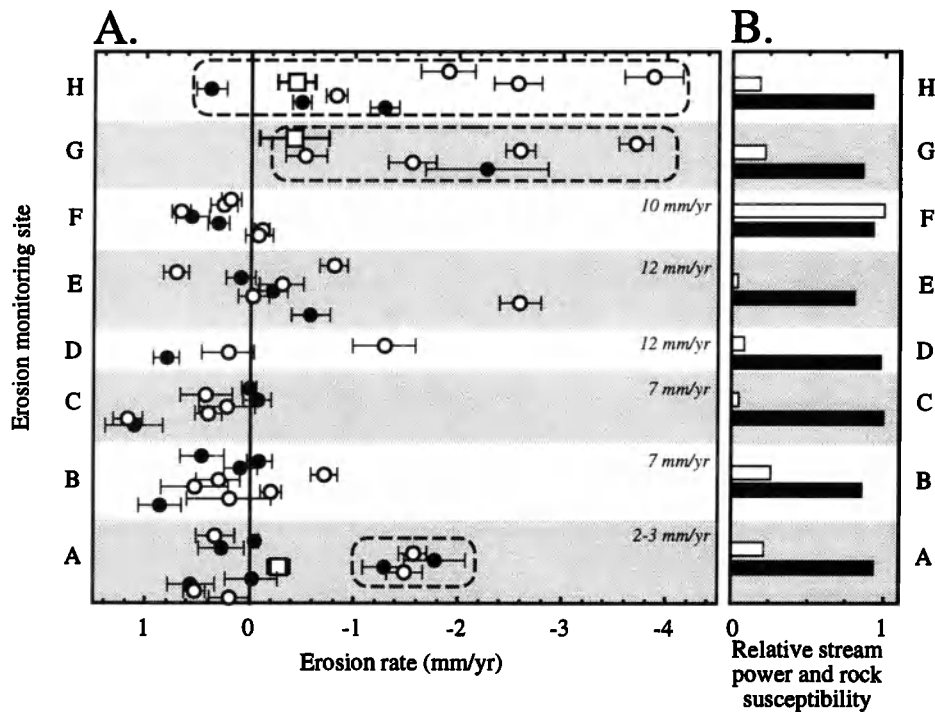 A.
B.
H
H
G
G
F
10 mm/yr
F
E
12 mm/yr
E
D
12 mm/yr
D
C
7 mm/yr
C
B
7 mm/yr
B
A
2-3 mm/yr
A
Erosion monitoring site
1 0 -1 -2 -3 -4
0 1
Erosion rate (mm/yr)
Relative stream
power and rock
susceptibility